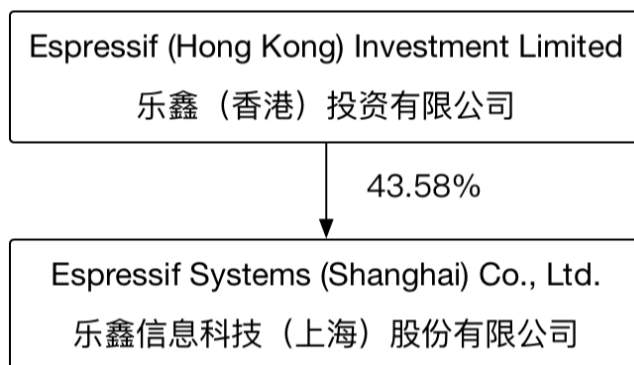 Espressif (Hong Kong) Investment Limited
乐鑫（香港）投资有限公司
43.58%
Espressif Systems (Shanghai) Co., Ltd.
乐鑫信息科技（上海）股份有限公司